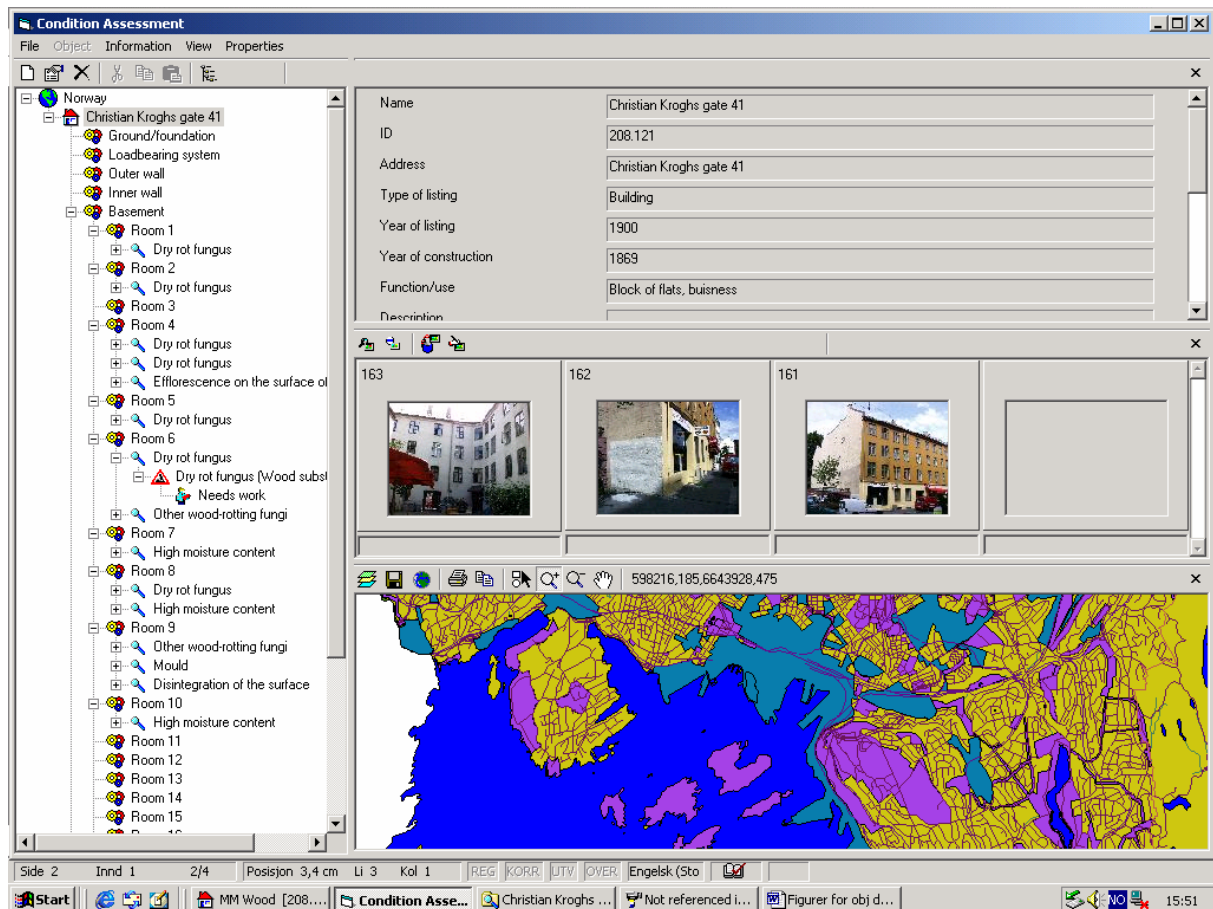 Condition Assessment
File Object Information View Properties
Norway
Christian Kroghs gate 41
Ground/foundation
Loadbearing system
Outer wall
Inner wall
Basement
Room 1
Dry rot fungus
Room 2
Dry rot fungus
Room 3
Room 4
Dry rot fungus
Dry rot fungus
Efflorescence on the surface of
Room 5
Dry rot fungus
Room 6
Dry rot fungus
Dry rot fungus (Wood subst
Needs work
Other wood-rotting fungi
Room 7
High moisture content
Room 8
Dry rot fungus
High moisture content
Room 9
Other wood-rotting fungi
Mould
Disintegration of the surface
Room 10
High moisture content
Room 11
Room 12
Room 13
Room 14
Room 15
Name Christian Kroghs gate 41
ID 208.121
Address Christian Kroghs gate 41
Type of listing Building
Year of listing 1900
Year of construction 1869
Function/use Block of flats, buisness
Description
163 162 161
598216,185,6643928,475
Side 2 Innd 1 2/4 Posisjon 3,4 cm Li 3 Kol 1 REG KORR UTV OVER Engelsk (Sto
Start MM Wood [208.... Condition Asse... Christian Kroghs ... Not referenced i... Figurer for obj d... NO 15:51